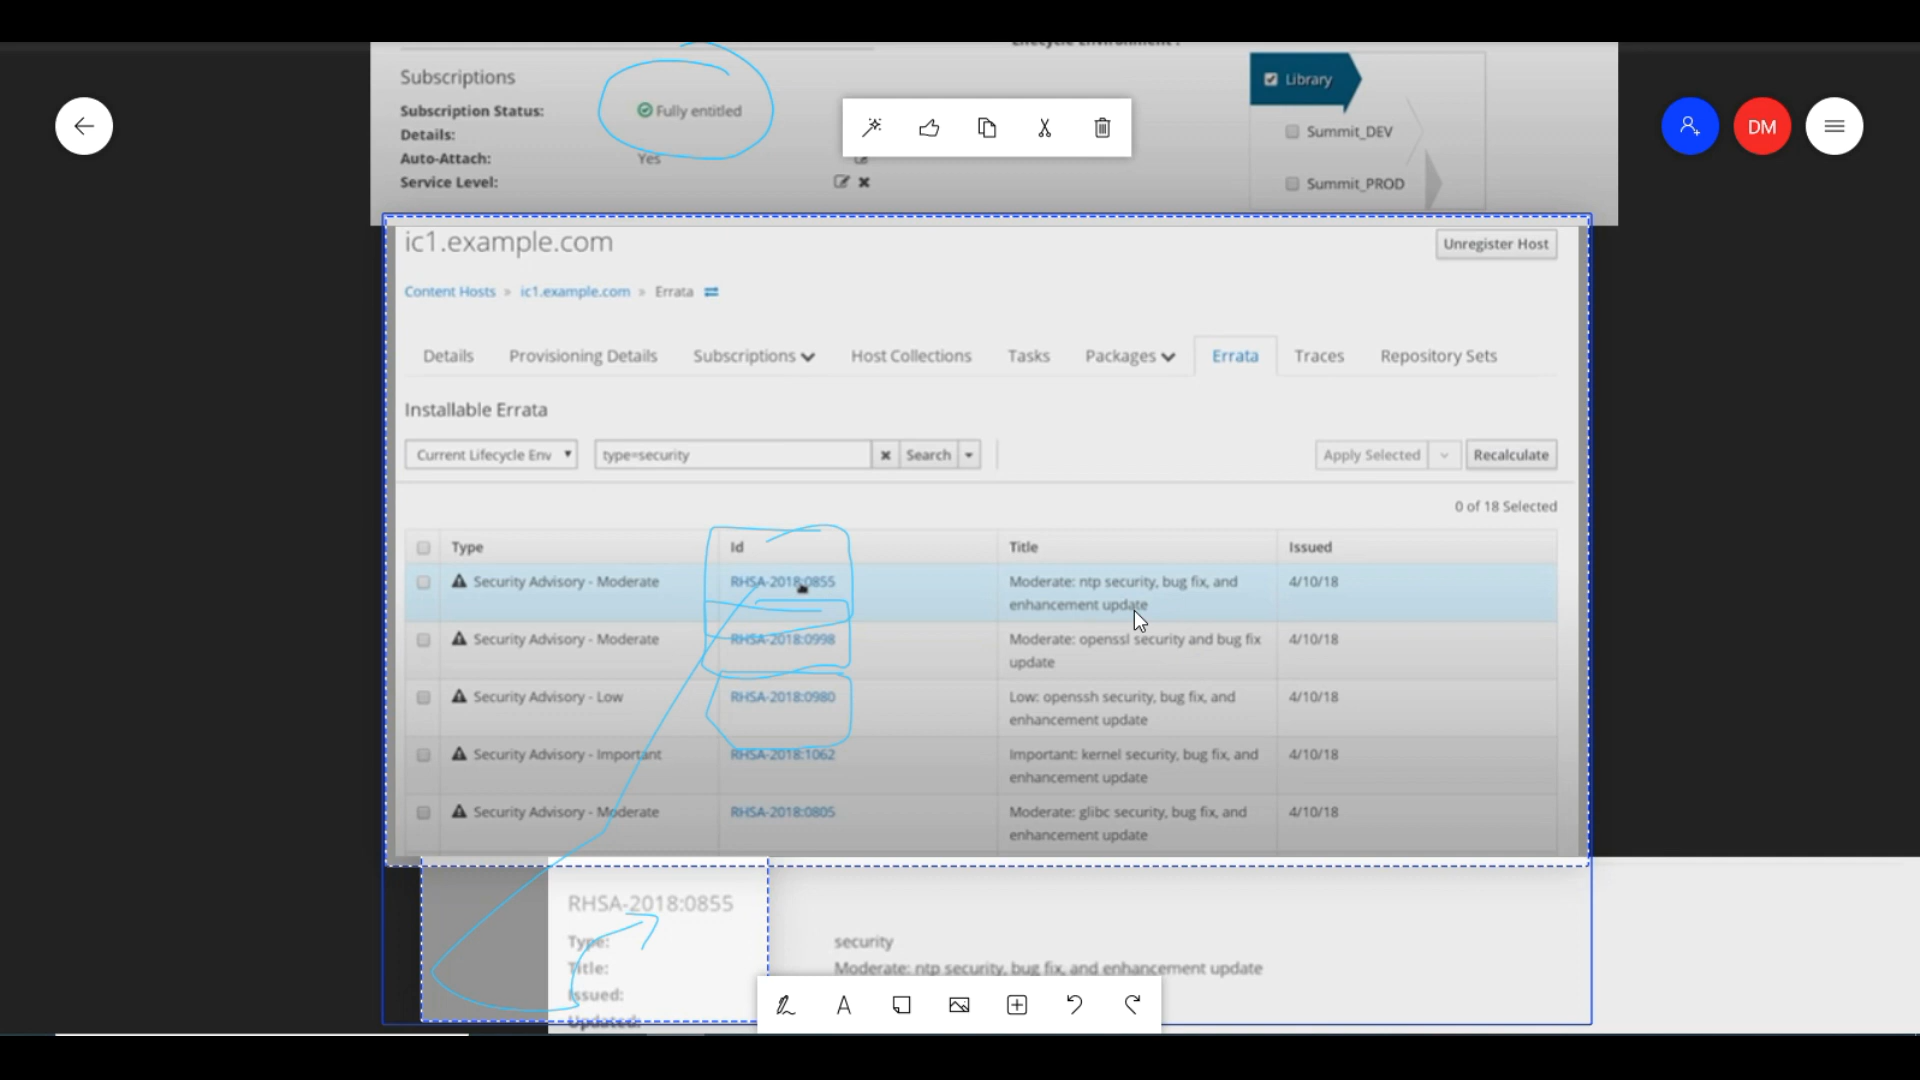 Lifecycle Environment :
Subscriptions
Subscription Status: Fully entitled
Details:
Auto-Attach: Yes
Service Level:
Library
Summit_DEV
Summit_PROD
DM
ic1.example.com
Unregister Host
Content Hosts » ic1.example.com » Errata
Details Provisioning Details Subscriptions Host Collections Tasks Packages Errata Traces Repository Sets
Installable Errata
Current Lifecycle Env type=security Search Apply Selected Recalculate
0 of 18 Selected
Type Id Title Issued
Security Advisory - Moderate RHSA-2018:0855 Moderate: ntp security, bug fix, and 4/10/18
enhancement update
Security Advisory - Moderate RHSA-2018:0998 Moderate: openssl security and bug fix 4/10/18
update
Security Advisory - Low RHSA-2018:0980 Low: openssh security, bug fix, and 4/10/18
enhancement update
Security Advisory - Important RHSA-2018:1062 Important: kernel security, bug fix, and 4/10/18
enhancement update
Security Advisory - Moderate RHSA-2018:0805 Moderate: glibc security, bug fix, and 4/10/18
enhancement update
RHSA-2018:0855
Type: security
Title: Moderate: ntp security, bug fix, and enhancement update
Issued:
Updated: